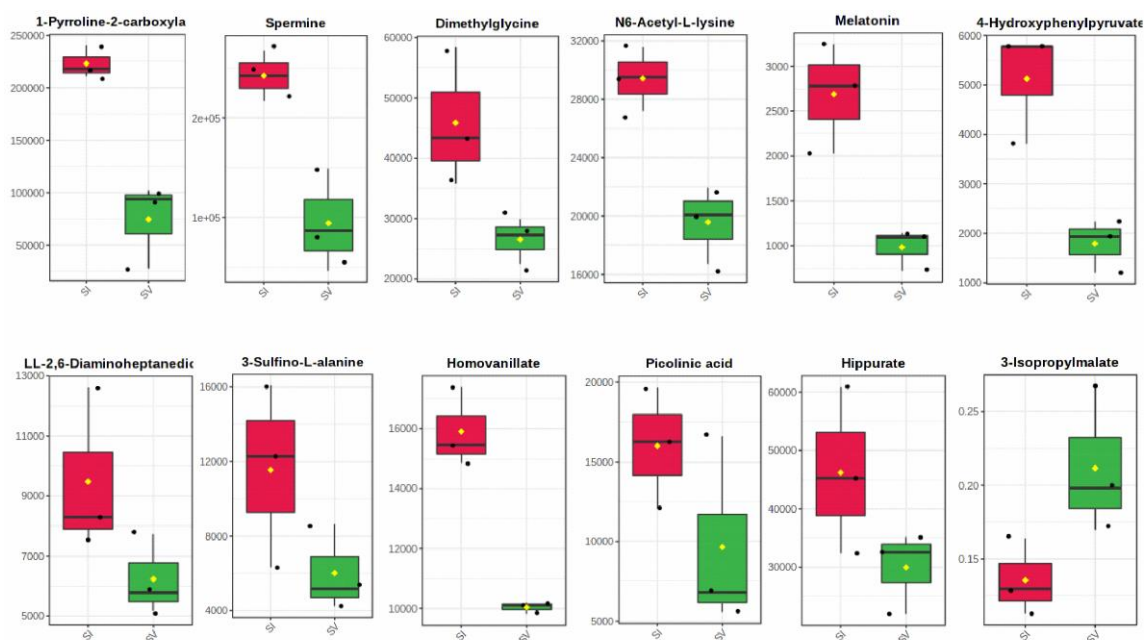 1-Pyrroline-2-carboxyla
Spermine
Dimethylglycine
N6-Acetyl-L-lysine
Melatonin
4-Hydroxyphenylpyruvate
250000
200000
150000
100000
50000
SI
SV
2e+05
1e+05
SI
SV
60000
50000
40000
30000
20000
SI
SV
32000
28000
24000
20000
16000
SI
SV
3000
2500
2000
1500
1000
SI
SV
6000
5000
4000
3000
2000
1000
SI
SV
LL-2,6-Diaminoheptanedic
3-Sulfino-L-alanine
Homovanillate
Picolinic acid
Hippurate
3-Isopropylmalate
13000
11000
9000
7000
5000
SI
SV
16000
12000
8000
4000
SI
SV
16000
14000
12000
10000
SI
SV
20000
15000
10000
5000
SI
SV
60000
50000
40000
30000
SI
SV
0.25
0.20
0.15
SI
SV